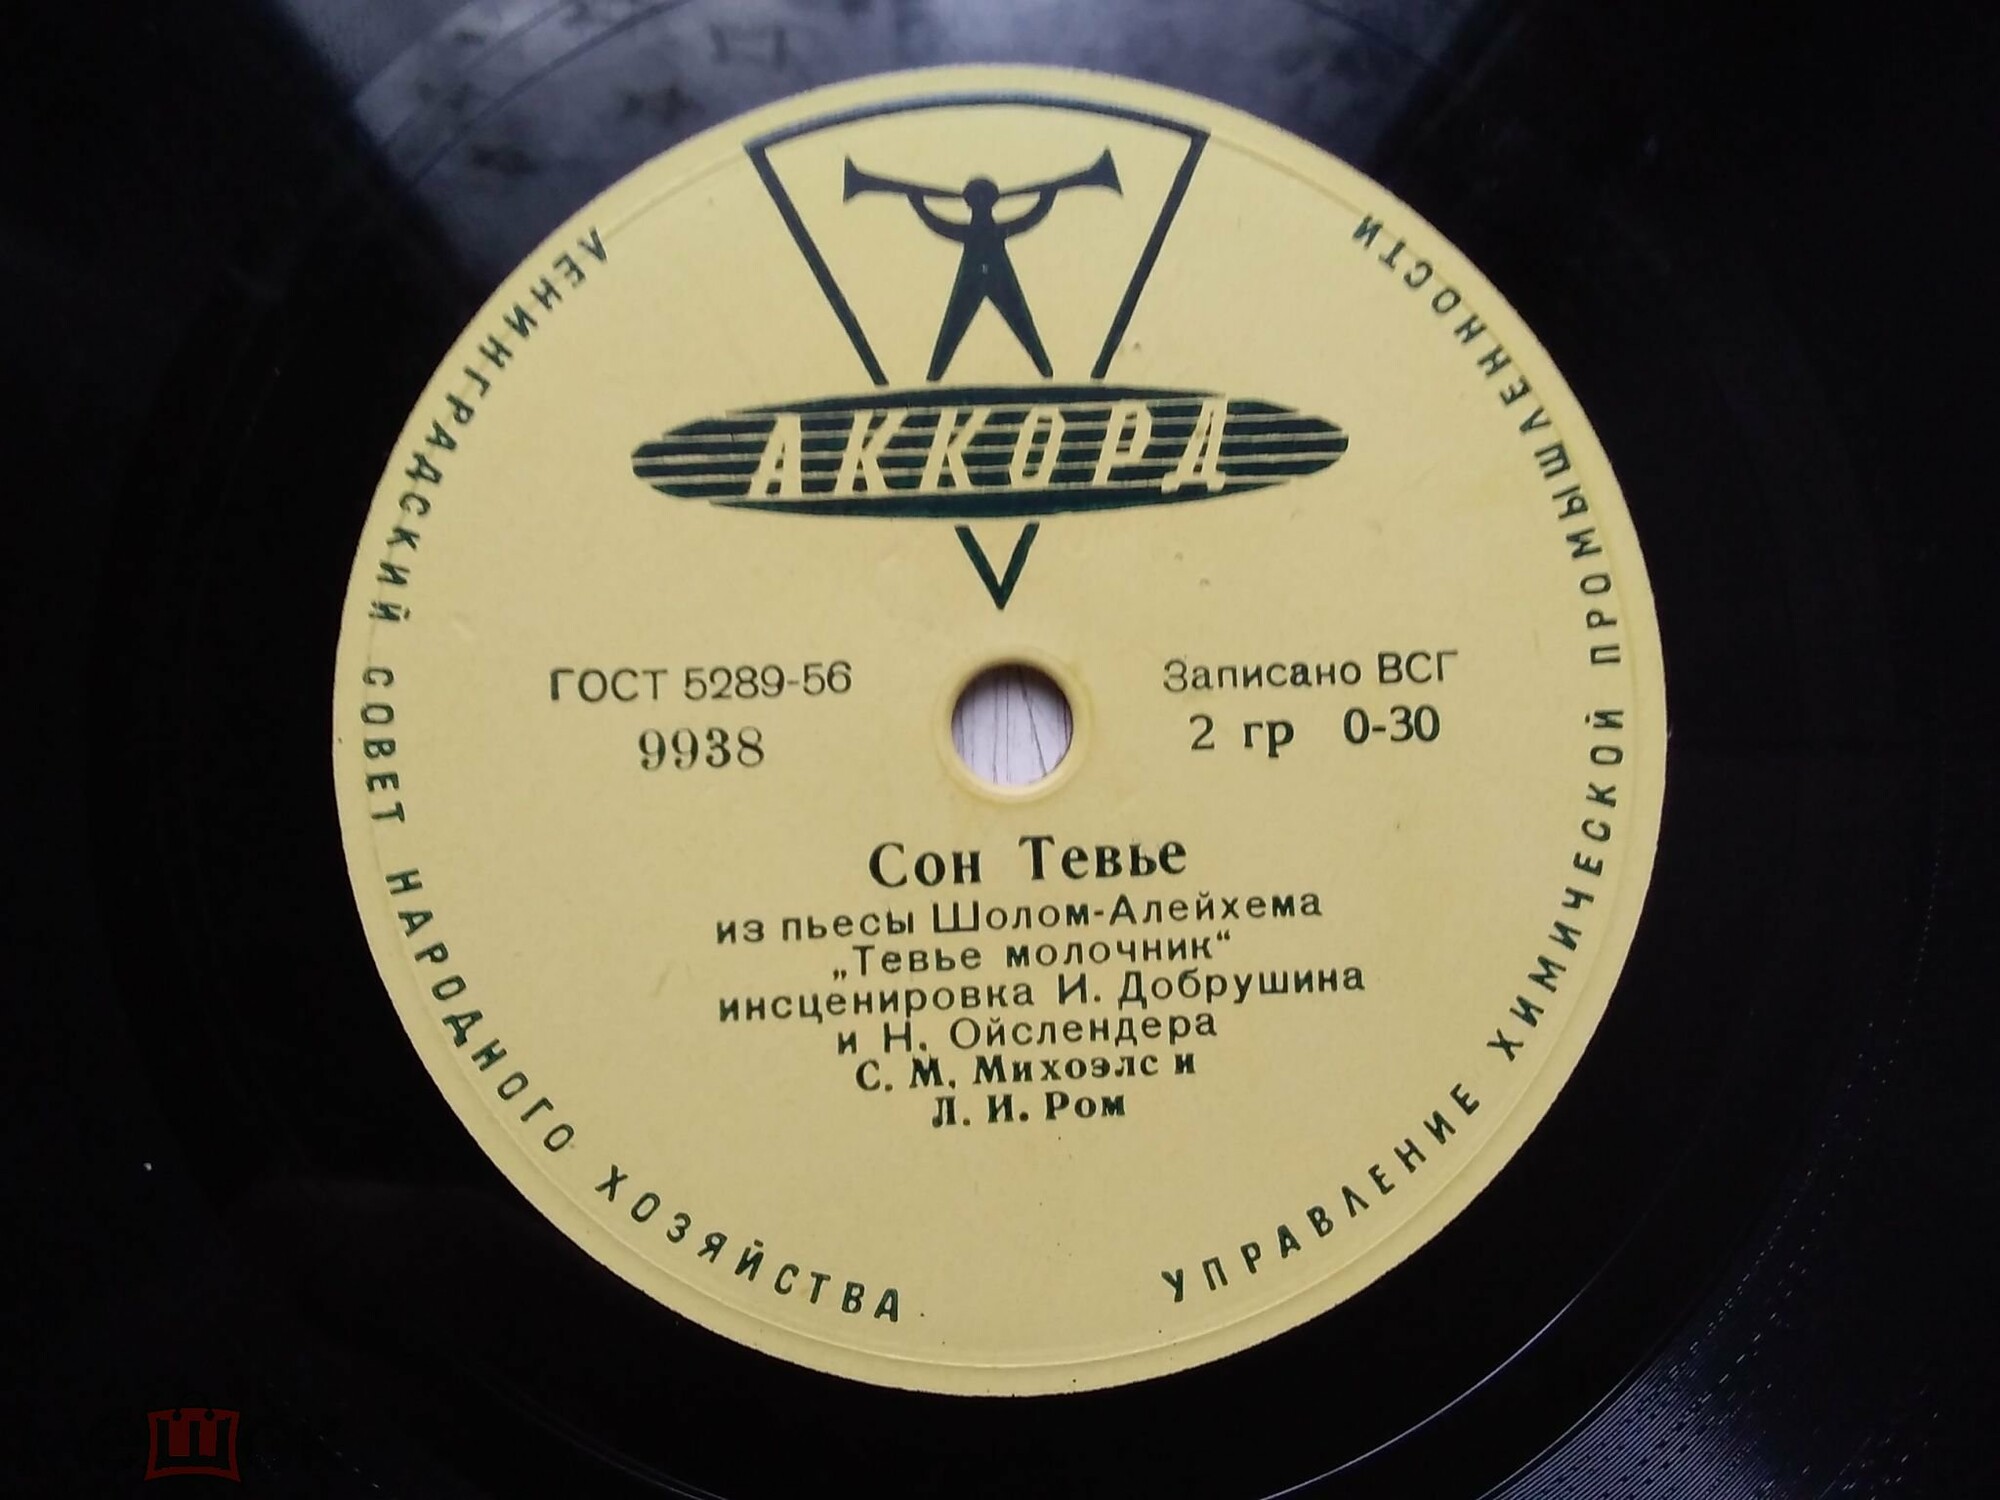 АККОРД
ЛЕНИНГРАДСКИЙ СОВЕТ НАРОДНОГО ХОЗЯЙСТВА
УПРАВЛЕНИЕ ХИМИЧЕСКОЙ ПРОМЫШЛЕННОСТИ
ГОСТ 5289-56
9938
Записано ВСГ
2 гр 0-30
Сон Тевье
из пьесы Шолом-Алейхема
„Тевье молочник“
инсценировка И. Добрушина
и Н. Ойслендера
С. М. Михоэлс и
Л. И. Ром